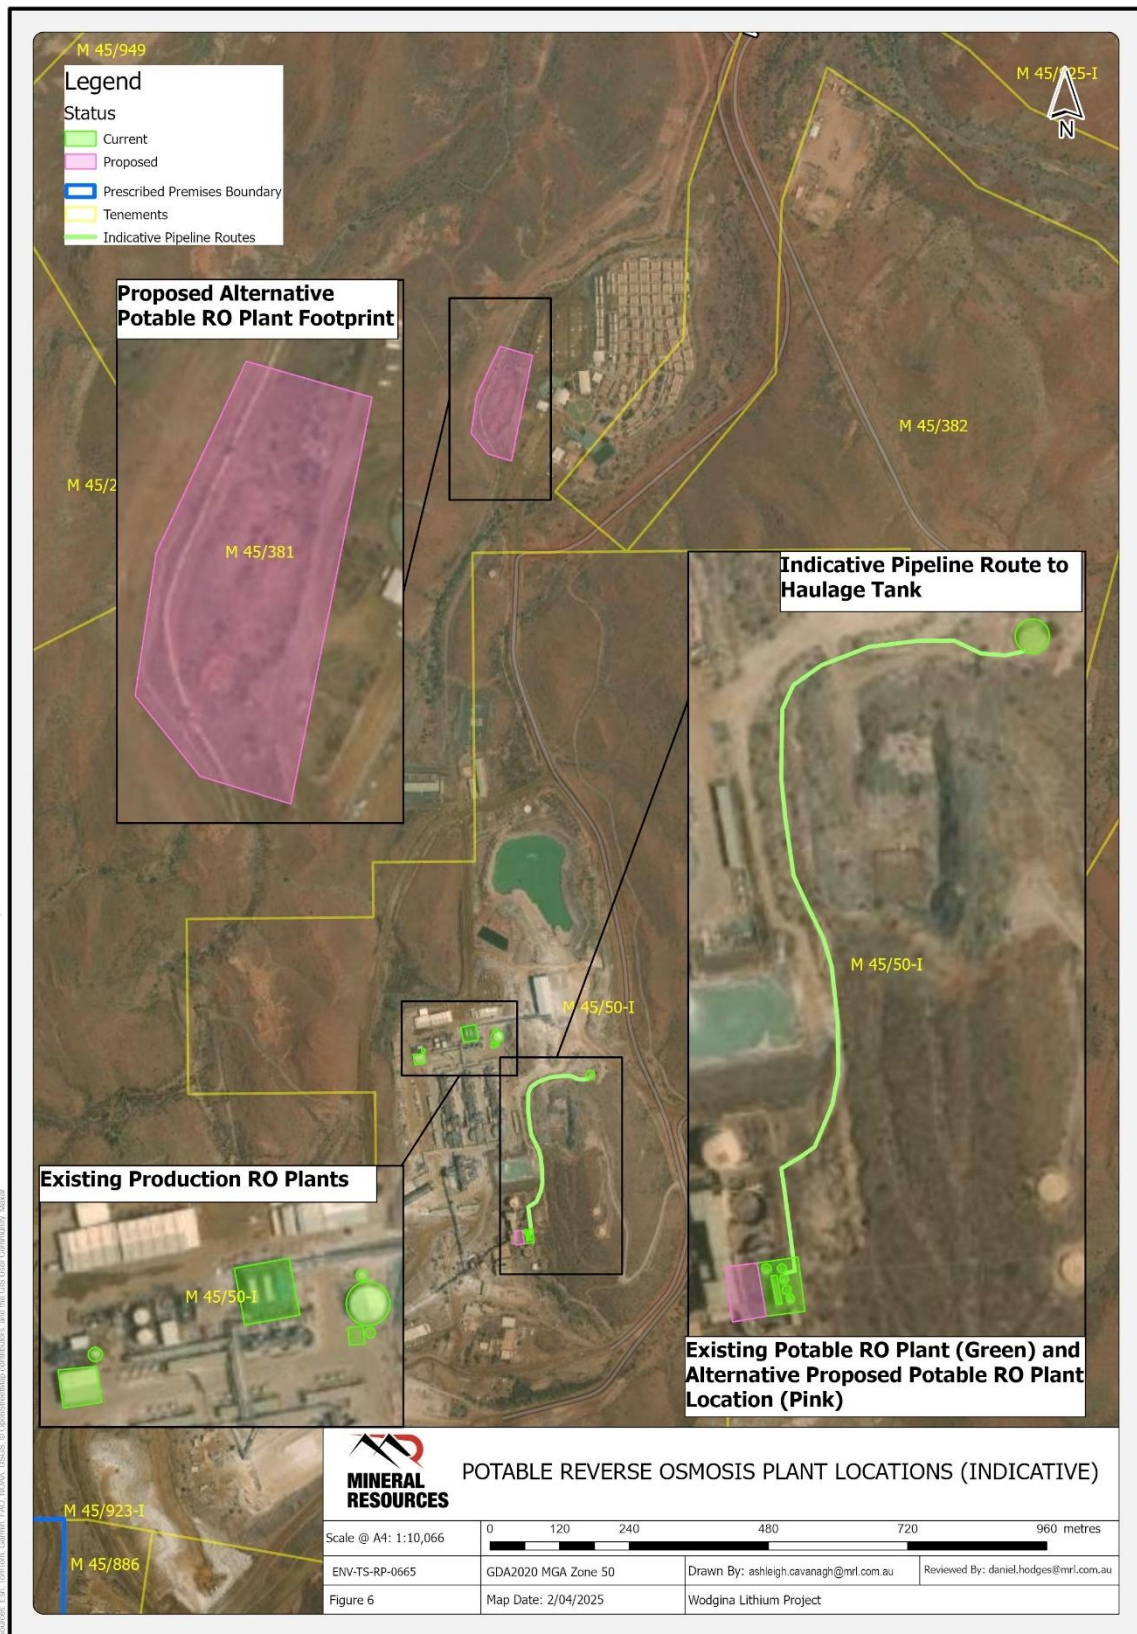 M 45/949
Legend
Status
Current
Proposed
Prescribed Premises Boundary
Tenements
Indicative Pipeline Routes
N
Proposed Alternative
Potable RO Plant Footprint
M 45/382
M 45/2
M 45/381
Indicative Pipeline Route to
Haulage Tank
M 45/50-I
M 45/50-I
Existing Production RO Plants
M 45/50-I
Existing Potable RO Plant (Green) and
Alternative Proposed Potable RO Plant
Location (Pink)
M 45/923-I
M 45/886
MINERAL
RESOURCES
POTABLE REVERSE OSMOSIS PLANT LOCATIONS (INDICATIVE)
Scale @ A4: 1:10,066
0 120 240 480 720 960 metres
ENV-TS-RP-0665
GDA2020 MGA Zone 50
Drawn By: ashleigh.cavanagh@mrl.com.au
Reviewed By: daniel.hodges@mrl.com.au
Figure 6
Map Date: 2/04/2025
Wodgina Lithium Project